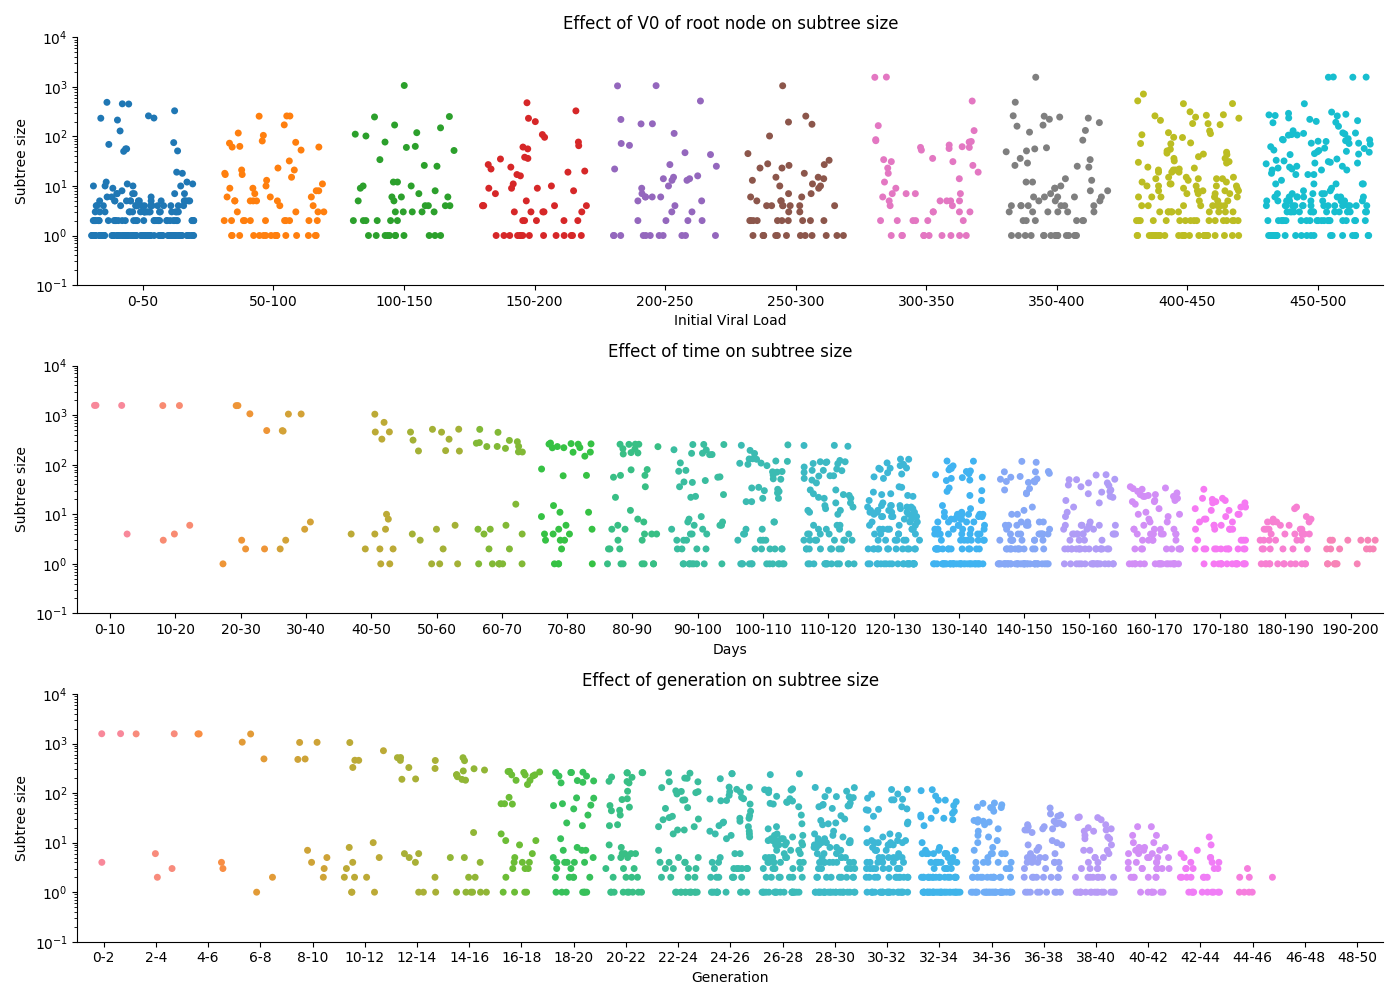 Effect of V0 of root node on subtree size
Subtree size
10^4
10^3
10^2
10^1
10^0
10^-1
0-50 50-100 100-150 150-200 200-250 250-300 300-350 350-400 400-450 450-500
Initial Viral Load
Effect of time on subtree size
Subtree size
10^4
10^3
10^2
10^1
10^0
10^-1
0-10 10-20 20-30 30-40 40-50 50-60 60-70 70-80 80-90 90-100 100-110 110-120 120-130 130-140 140-150 150-160 160-170 170-180 180-190 190-200
Days
Effect of generation on subtree size
Subtree size
10^4
10^3
10^2
10^1
10^0
10^-1
0-2 2-4 4-6 6-8 8-10 10-12 12-14 14-16 16-18 18-20 20-22 22-24 24-26 26-28 28-30 30-32 32-34 34-36 36-38 38-40 40-42 42-44 44-46 46-48 48-50
Generation